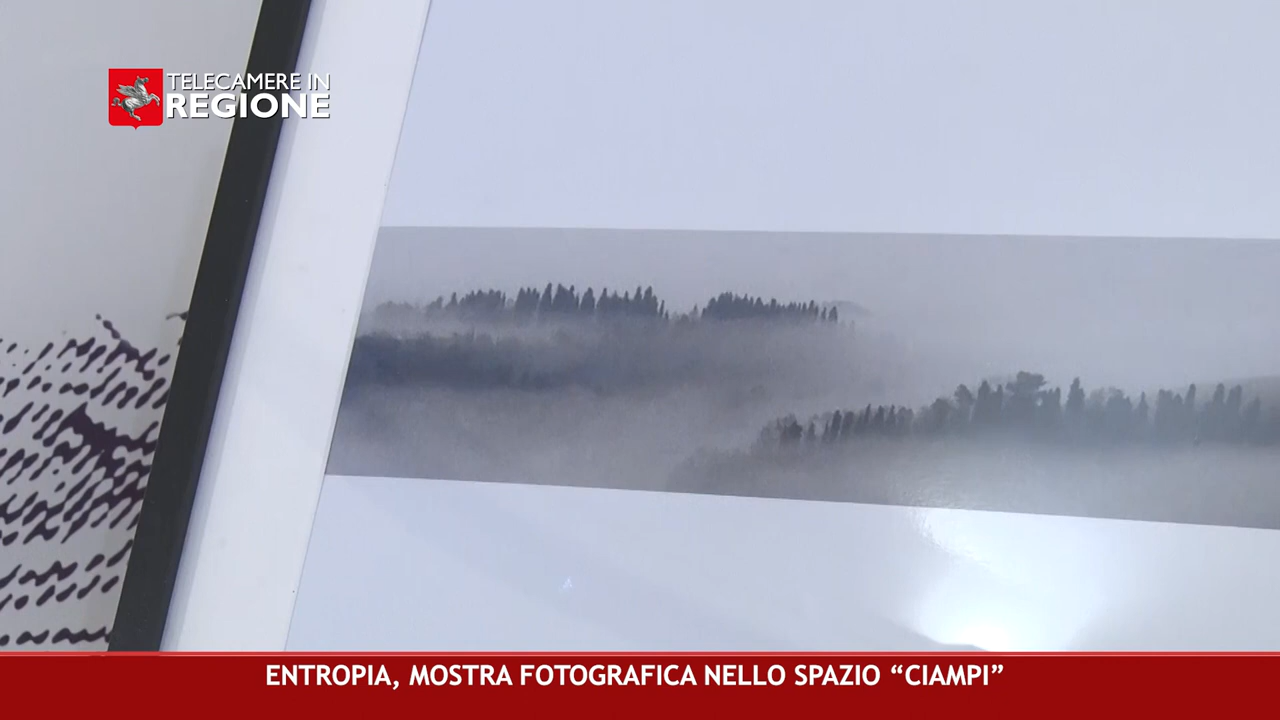 TELECAMERE IN
REGIONE
ENTROPIA, MOSTRA FOTOGRAFICA NELLO SPAZIO “CIAMPI”